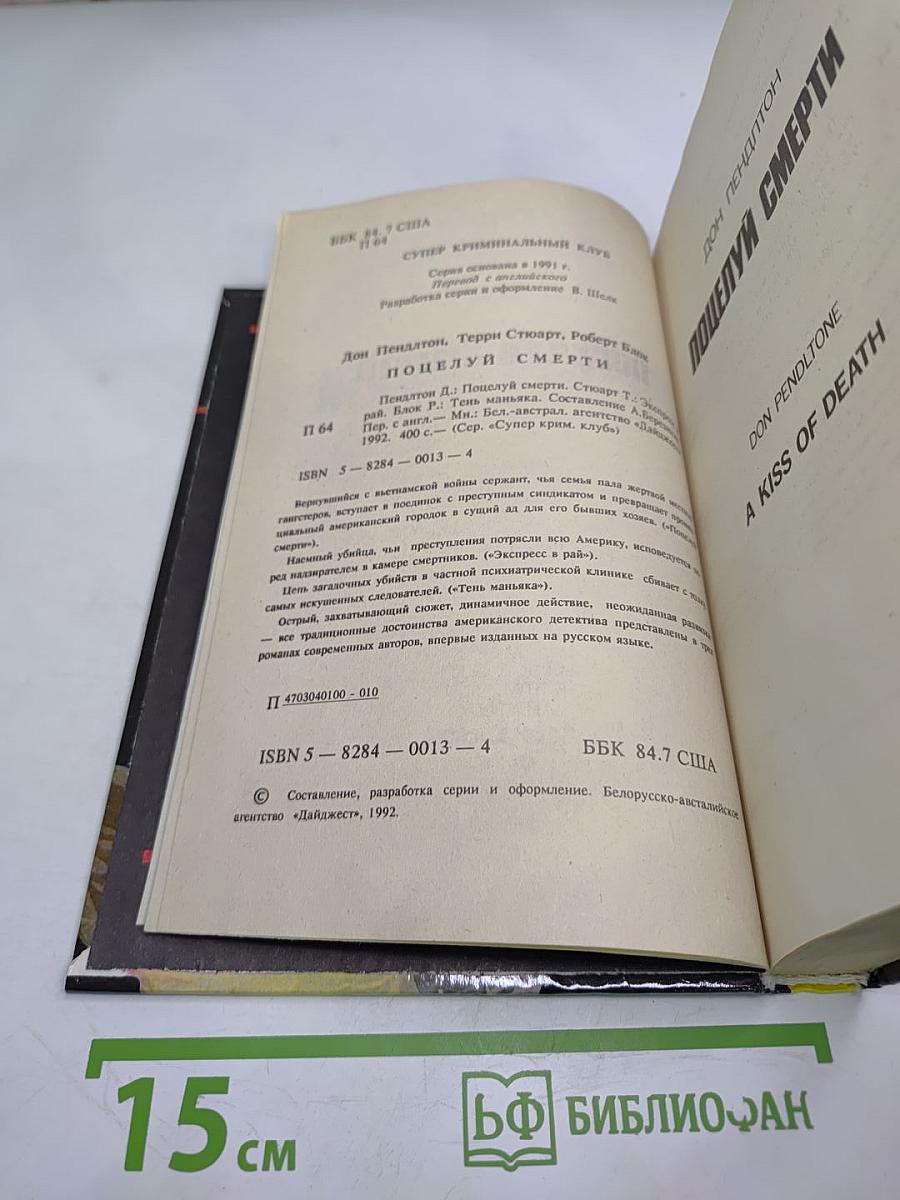 ББК 84. 7 США
П 64
СУПЕР КРИМИНАЛЬНЫЙ КЛУБ
Серия основана в 1991 г.
Перевод с английского
Разработка серии и оформление В. Шелк
Дон Пендлтон, Терри Стюарт, Роберт Блок
ПОЦЕЛУЙ СМЕРТИ
Пендлтон Д.: Поцелуй смерти. Стюарт Т.: Экспресс
рай. Блок Р.: Тень маньяка. Составление А.
П 64 Пер. с англ.— Мн.: Бел.-австрал. агентство «Дайджест»
1992. 400 с.— (Сер. «Супер крим. клуб»)
ISBN 5 — 8284 — 0013 — 4
Вернувшийся с вьетнамской войны сержант, чья семья пала жертвой
гангстеров, вступает в поединок с преступным синдикатом и превращает
циальный американский городок в сущий ад для его бывших хозяев.
смерти»).
Наемный убийца, чьи преступления потрясли всю Америку, исповедуется
ред надзирателем в камере смертников. («Экспресс в рай»).
Цепь загадочных убийств в частной психиатрической клинике сбивает с
самых искушенных следователей. («Тень маньяка»).
Острый, захватывающий сюжет, динамичное действие, неожиданная развязка
— все традиционные достоинства американского детектива представлены в трех
романах современных авторов, впервые изданных на русском языке.
П 4703040100 - 010
ISBN 5 — 8284 — 0013 — 4
ББК 84.7 США
© Составление, разработка серии и оформление. Белорусско-австалийское
агентство «Дайджест», 1992.
ДОН ПЕНДЛТОН
ПОЦЕЛУЙ СМЕРТИ
DON PENDLTONE
A KISS OF DEATH
15 см
БФ БИБЛИОФАН